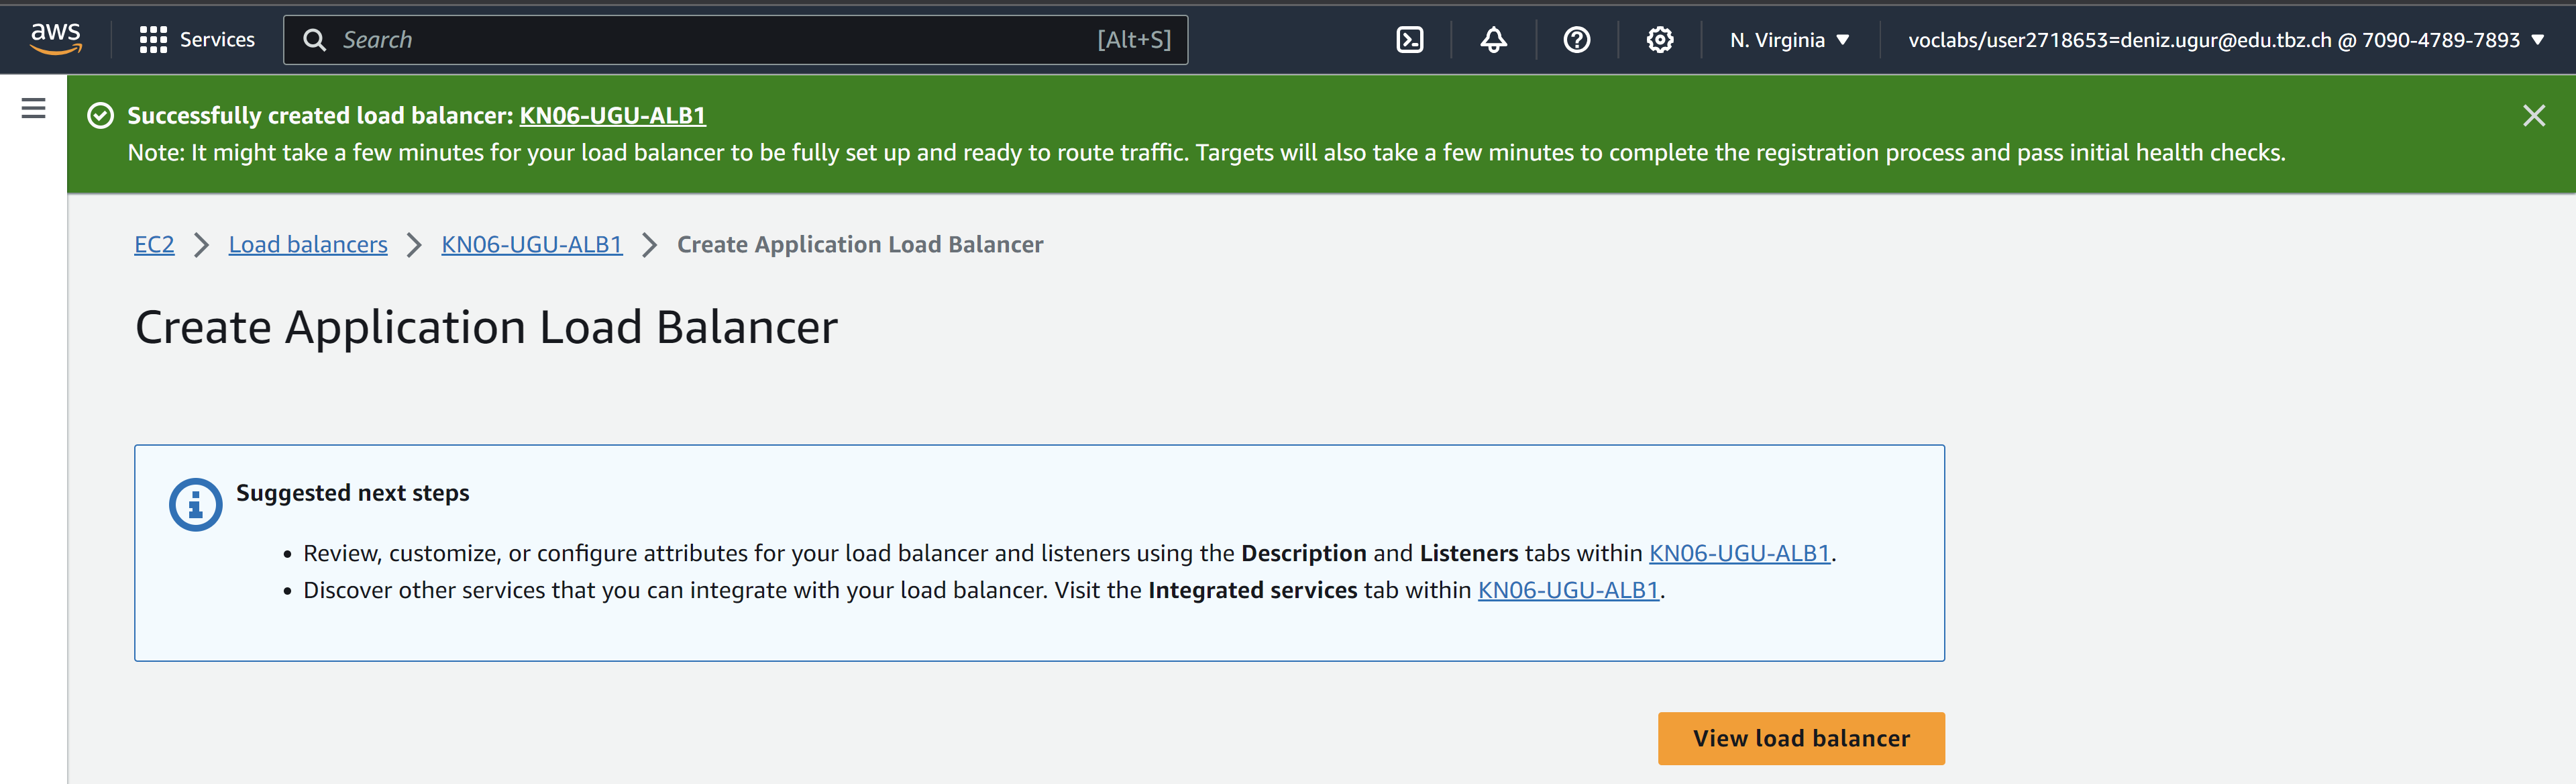 aws Services Search [Alt+S] N. Virginia voclabs/user2718653=deniz.ugur@edu.tbz.ch @ 7090-4789-7893
Successfully created load balancer: KN06-UGU-ALB1
Note: It might take a few minutes for your load balancer to be fully set up and ready to route traffic. Targets will also take a few minutes to complete the registration process and pass initial health checks.
EC2 > Load balancers > KN06-UGU-ALB1 > Create Application Load Balancer
Create Application Load Balancer
Suggested next steps
• Review, customize, or configure attributes for your load balancer and listeners using the Description and Listeners tabs within KN06-UGU-ALB1.
• Discover other services that you can integrate with your load balancer. Visit the Integrated services tab within KN06-UGU-ALB1.
View load balancer